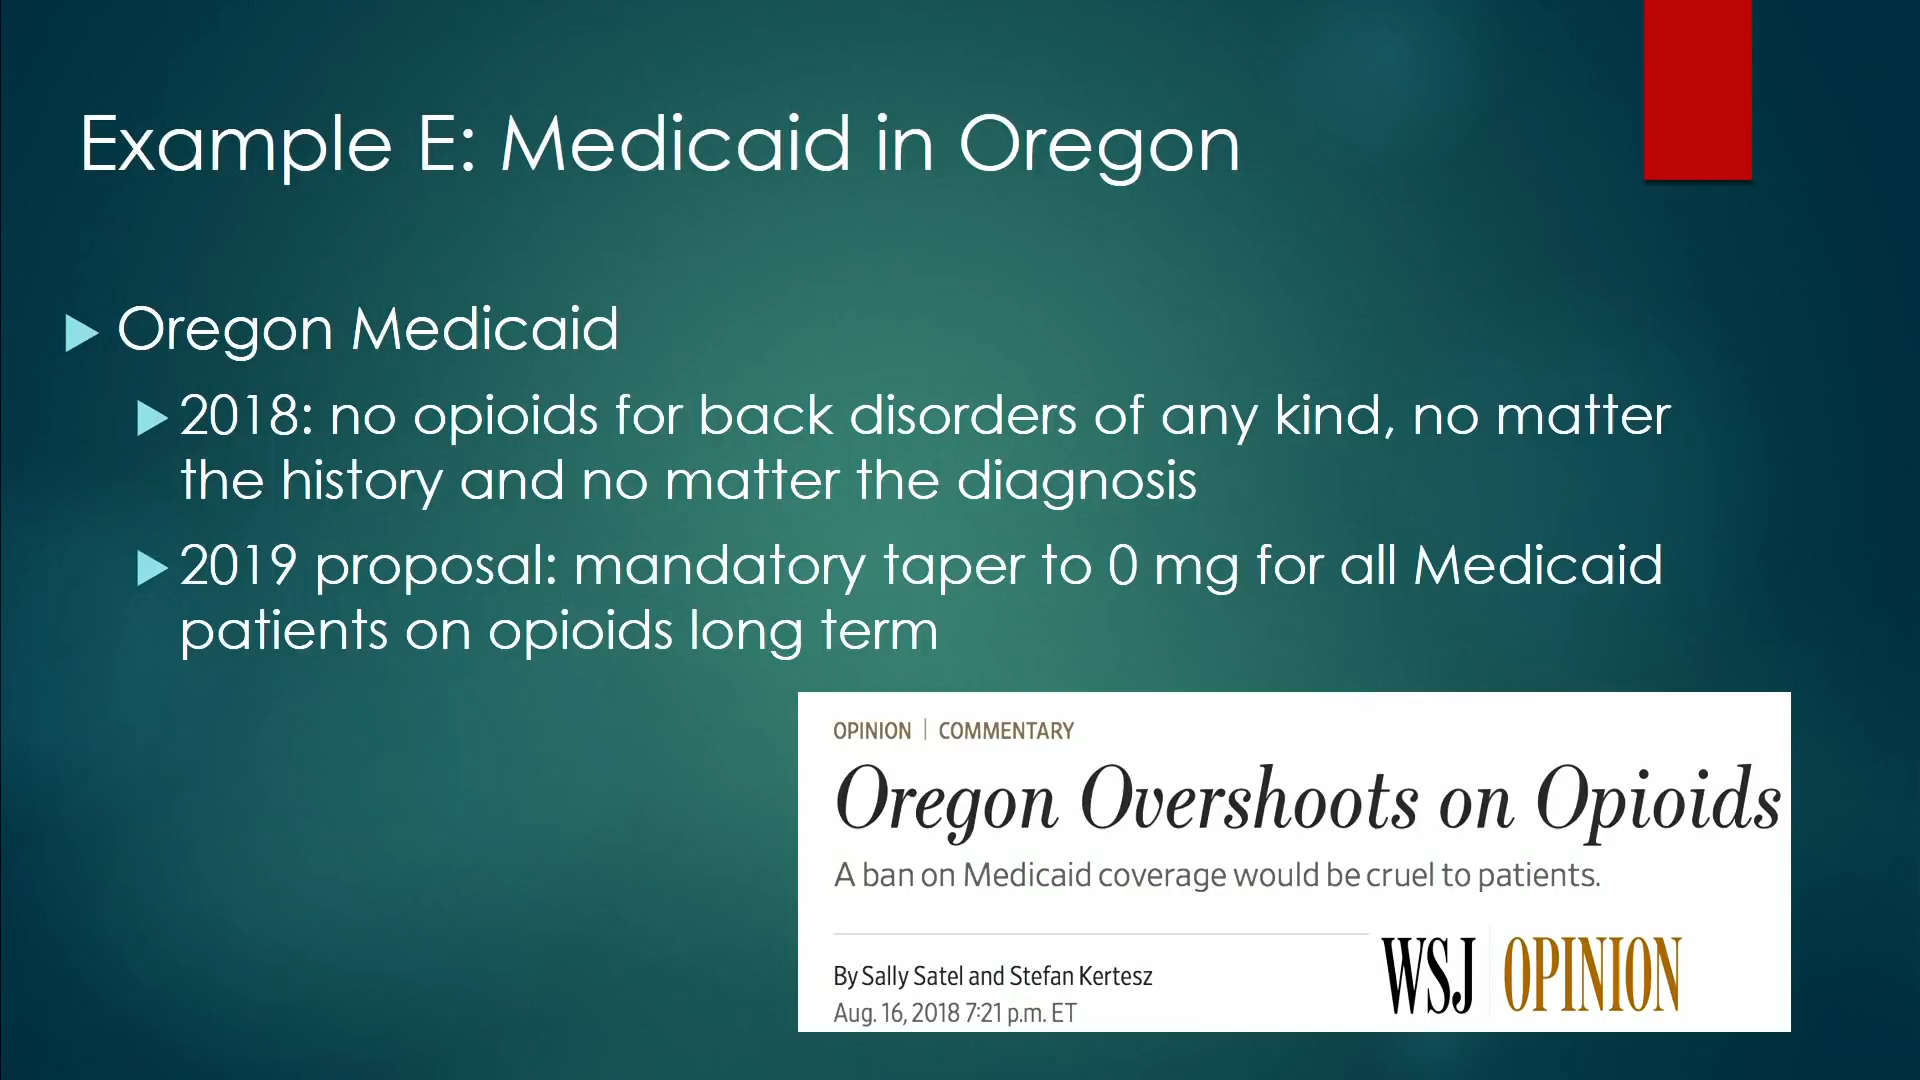 Example E: Medicaid in Oregon
Oregon Medicaid
2018: no opioids for back disorders of any kind, no matter
the history and no matter the diagnosis
2019 proposal: mandatory taper to 0 mg for all Medicaid
patients on opioids long term
OPINION | COMMENTARY
Oregon Overshoots on Opioids
A ban on Medicaid coverage would be cruel to patients.
By Sally Satel and Stefan Kertesz
Aug. 16, 2018 7:21 p.m. ET
WSJ OPINION